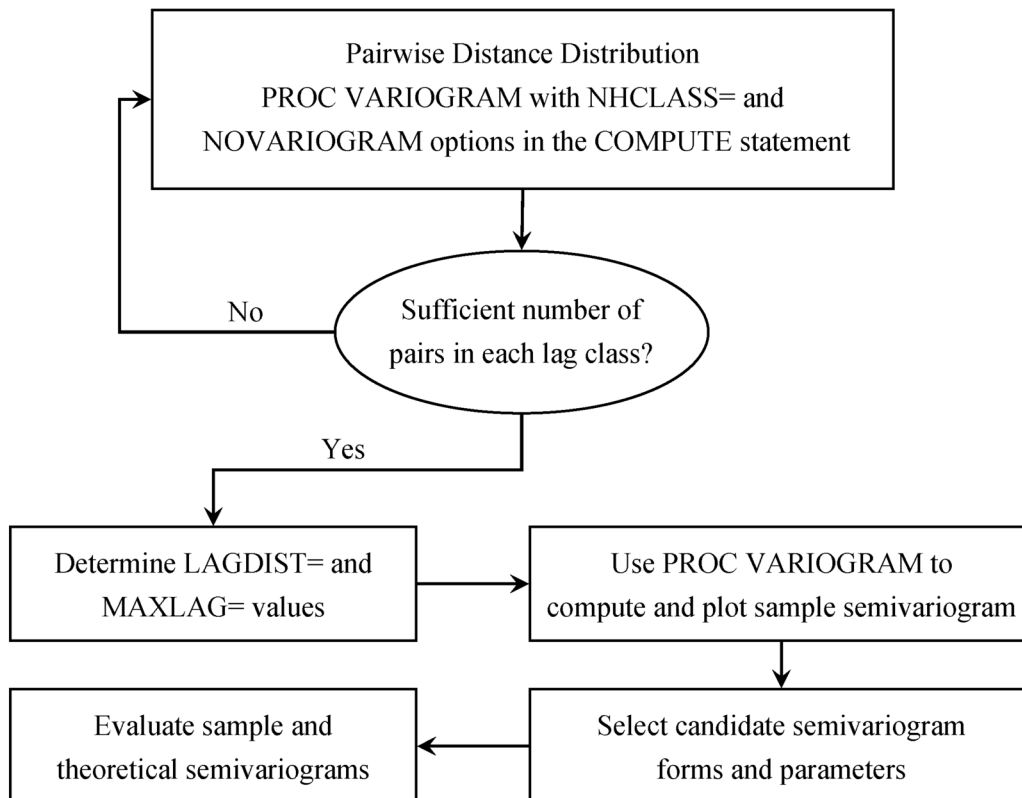 Pairwise Distance Distribution
PROC VARIOGRAM with NHCLASS= and
NOVARIOGRAM options in the COMPUTE statement
No
Sufficient number of
pairs in each lag class?
Yes
Determine LAGDIST= and
MAXLAG= values
Use PROC VARIOGRAM to
compute and plot sample semivariogram
Select candidate semivariogram
forms and parameters
Evaluate sample and
theoretical semivariograms